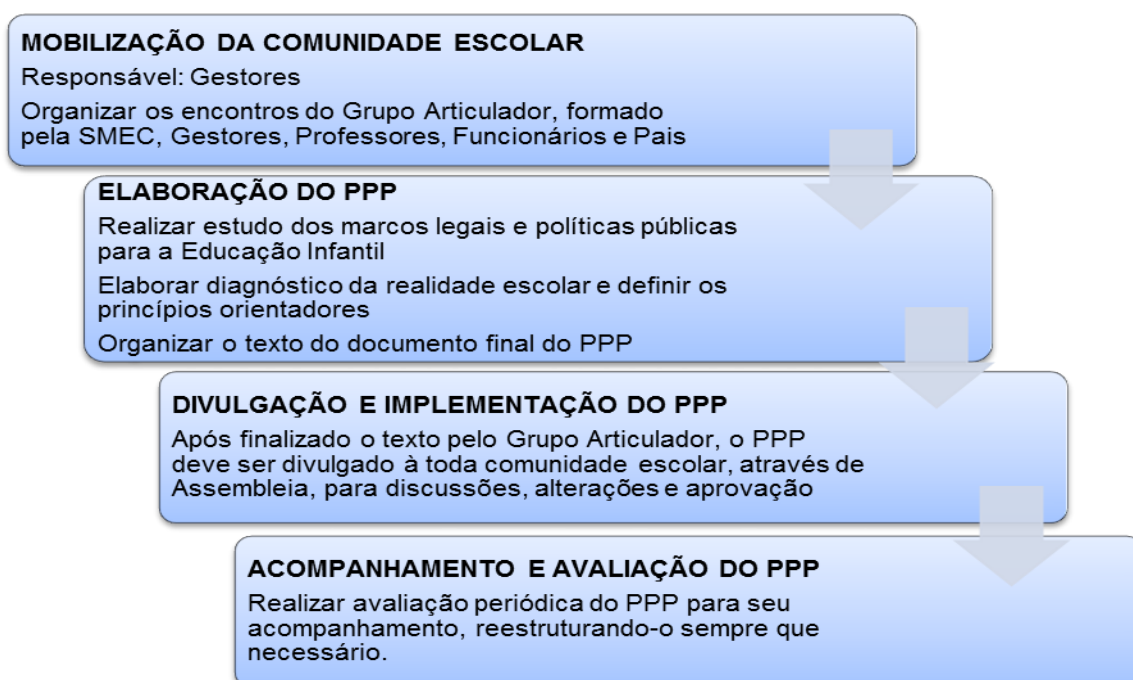 MOBILIZAÇÃO DA COMUNIDADE ESCOLAR
Responsável: Gestores
Organizar os encontros do Grupo Articulador, formado
pela SMEC, Gestores, Professores, Funcionários e Pais
ELABORAÇÃO DO PPP
Realizar estudo dos marcos legais e políticas públicas
para a Educação Infantil
Elaborar diagnóstico da realidade escolar e definir os
princípios orientadores
Organizar o texto do documento final do PPP
DIVULGAÇÃO E IMPLEMENTAÇÃO DO PPP
Após finalizado o texto pelo Grupo Articulador, o PPP
deve ser divulgado à toda comunidade escolar, através de
Assembleia, para discussões, alterações e aprovação
ACOMPANHAMENTO E AVALIAÇÃO DO PPP
Realizar avaliação periódica do PPP para seu
acompanhamento, reestruturando-o sempre que
necessário.